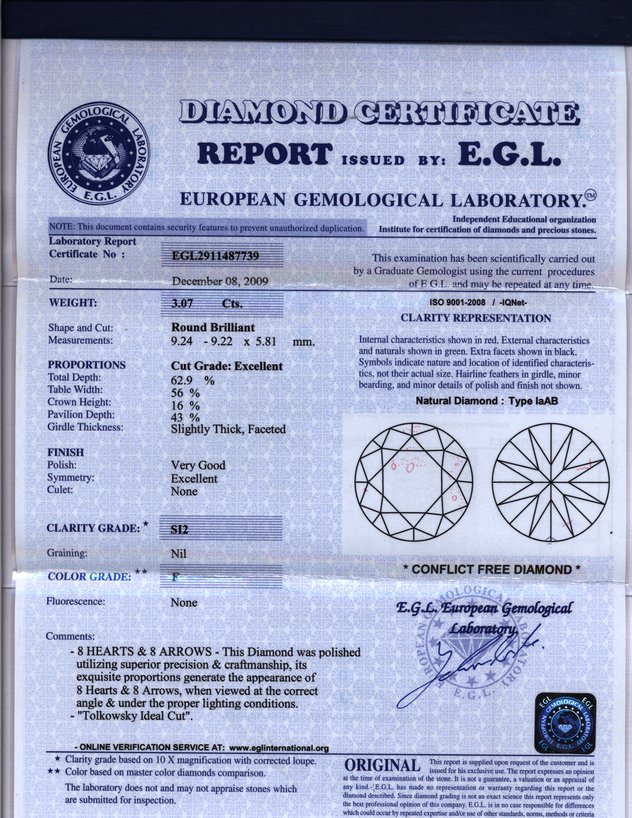 EUROPEAN GEMOLOGICAL LABORATORY
E.G.L.
DIAMOND CERTIFICATE
REPORT ISSUED BY: E.G.L.
EUROPEAN GEMOLOGICAL LABORATORY.™
Independent Educational organization
Institute for certification of diamonds and precious stones.
NOTE: This document contains security features to prevent unauthorized duplication.
Laboratory Report
Certificate No : EGL2911487739
Date: December 08, 2009
WEIGHT: 3.07 Cts.
Shape and Cut: Round Brilliant
Measurements: 9.24 - 9.22 x 5.81 mm.
PROPORTIONS Cut Grade: Excellent
Total Depth: 62.9 %
Table Width: 56 %
Crown Height: 16 %
Pavilion Depth: 43 %
Girdle Thickness: Slightly Thick, Faceted
FINISH
Polish: Very Good
Symmetry: Excellent
Culet: None
CLARITY GRADE: * SI2
Graining: Nil
COLOR GRADE: ** F
Fluorescence: None
Comments:
- 8 HEARTS & 8 ARROWS - This Diamond was polished
utilizing superior precision & craftmanship, its
exquisite proportions generate the appearance of
8 Hearts & 8 Arrows, when viewed at the correct
angle & under the proper lighting conditions.
- "Tolkowsky Ideal Cut".
- ONLINE VERIFICATION SERVICE AT: www.eglinternational.org
* Clarity grade based on 10 X magnification with corrected loupe.
** Color based on master color diamonds comparison.
The laboratory does not and may not appraise stones which
are submitted for inspection.
This examination has been scientifically carried out
by a Graduate Gemologist using the current procedures
of E.G.L. and may be repeated at any time.
ISO 9001-2008 / -IQNet-
CLARITY REPRESENTATION
Internal characteristics shown in red. External characteristics
and naturals shown in green. Extra facets shown in black.
Symbols indicate nature and location of identified characteris-
tics, not their actual size. Hairline feathers in girdle, minor
bearding, and minor details of polish and finish not shown.
Natural Diamond : Type IaAB
* CONFLICT FREE DIAMOND *
E.G.L. European Gemological
Laboratory.
EUROPEAN GEMOLOGICAL LABORATORY
E.G.L.
EGL EGL
EGL EGL
ORIGINAL This report is supplied upon request of the customer and is
issued for his exclusive use. The report expresses an opinion
at the time of examination of the stone. It is not a guarantee, a valuation or an appraisal of
any kind. E.G.L. has made no representation or warranty regarding this report or the
diamond described. Since diamond grading is not an exact science this report represents only
the best professional opinion of this company. E.G.L. is in no case responsible for differences
which could occur by repeated expertise and/or use of other standards, norms, methods or criteria